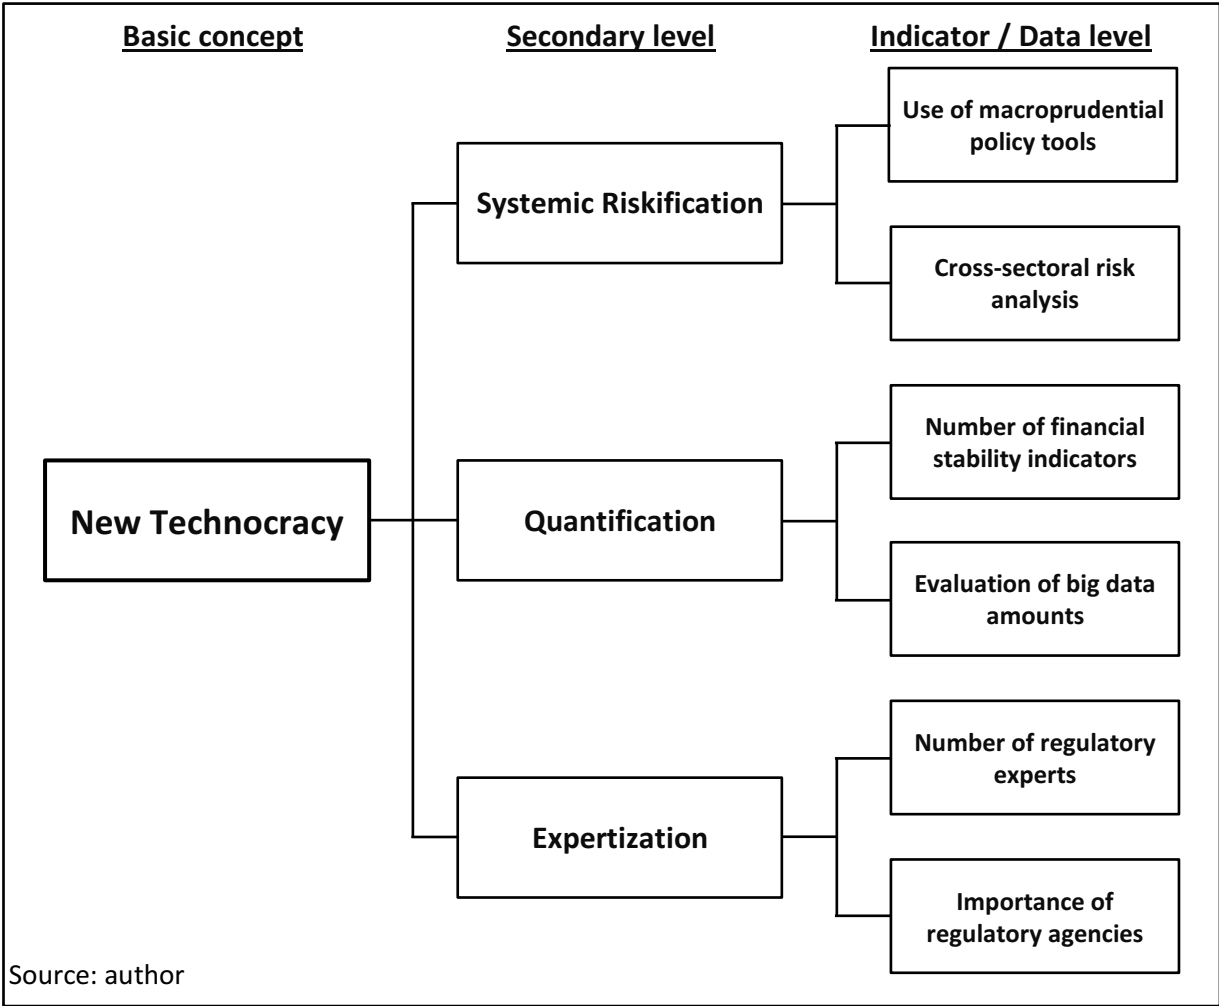 Basic concept
Secondary level
Indicator / Data level
Use of macroprudential
policy tools
Systemic Riskification
Cross-sectoral risk
analysis
Number of financial
stability indicators
New Technocracy
Quantification
Evaluation of big data
amounts
Number of regulatory
experts
Expertization
Importance of
regulatory agencies
Source: author